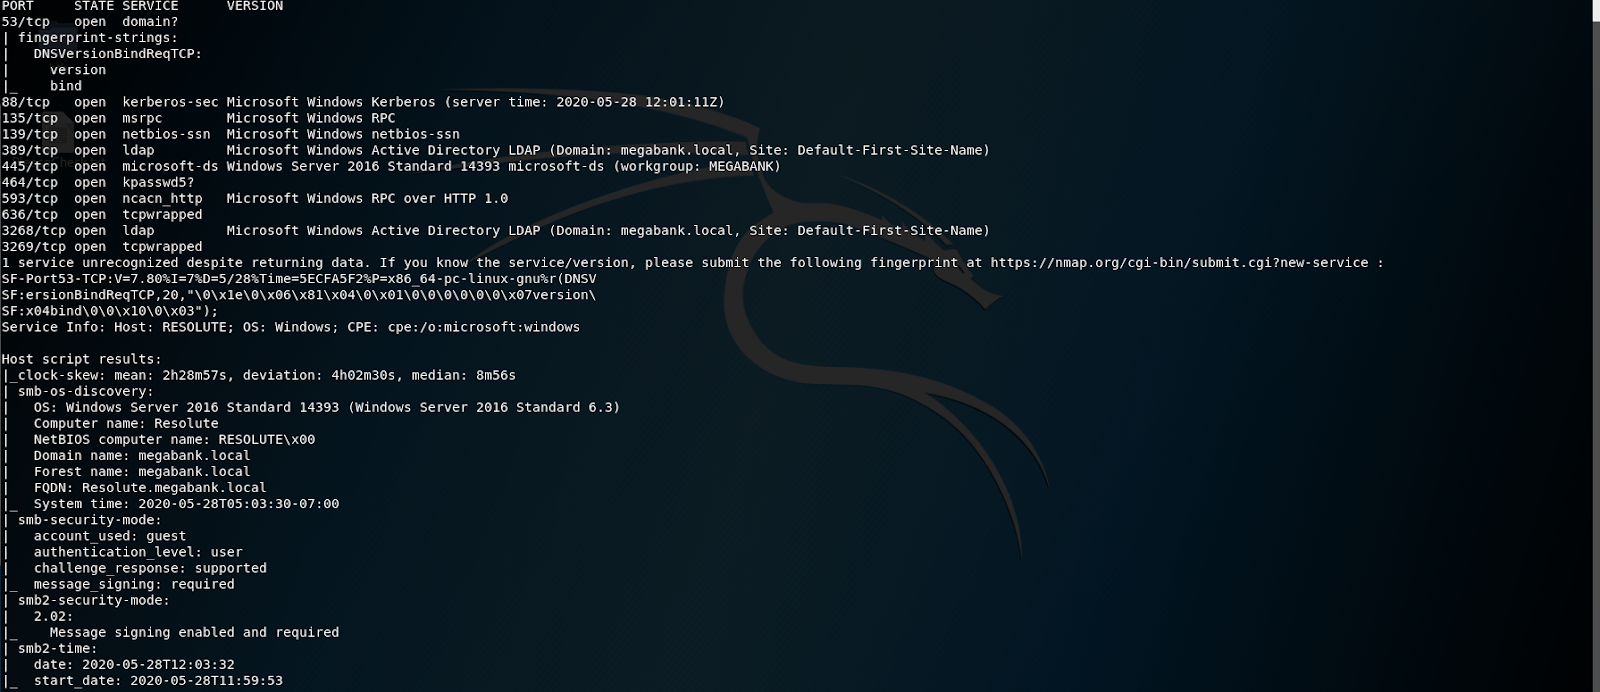 PORT     STATE SERVICE      VERSION
53/tcp   open  domain?
| fingerprint-strings:
|   DNSVersionBindReqTCP:
|     version
|_    bind
88/tcp   open  kerberos-sec Microsoft Windows Kerberos (server time: 2020-05-28 12:01:11Z)
135/tcp  open  msrpc        Microsoft Windows RPC
139/tcp  open  netbios-ssn  Microsoft Windows netbios-ssn
389/tcp  open  ldap         Microsoft Windows Active Directory LDAP (Domain: megabank.local, Site: Default-First-Site-Name)
445/tcp  open  microsoft-ds Windows Server 2016 Standard 14393 microsoft-ds (workgroup: MEGABANK)
464/tcp  open  kpasswd5?
593/tcp  open  ncacn_http   Microsoft Windows RPC over HTTP 1.0
636/tcp  open  tcpwrapped
3268/tcp open  ldap         Microsoft Windows Active Directory LDAP (Domain: megabank.local, Site: Default-First-Site-Name)
3269/tcp open  tcpwrapped
1 service unrecognized despite returning data. If you know the service/version, please submit the following fingerprint at https://nmap.org/cgi-bin/submit.cgi?new-service :
SF-Port53-TCP:V=7.80%I=7%D=5/28%Time=5ECFA5F2%P=x86_64-pc-linux-gnu%r(DNSV
SF:ersionBindReqTCP,20,"\0\x1e\0\x06\x81\x04\0\x01\0\0\0\0\0\0\x07version\
SF:x04bind\0\0\x10\0\x03");
Service Info: Host: RESOLUTE; OS: Windows; CPE: cpe:/o:microsoft:windows

Host script results:
|_clock-skew: mean: 2h28m57s, deviation: 4h02m30s, median: 8m56s
| smb-os-discovery:
|   OS: Windows Server 2016 Standard 14393 (Windows Server 2016 Standard 6.3)
|   Computer name: Resolute
|   NetBIOS computer name: RESOLUTE\x00
|   Domain name: megabank.local
|   Forest name: megabank.local
|   FQDN: Resolute.megabank.local
|_  System time: 2020-05-28T05:03:30-07:00
| smb-security-mode:
|   account_used: guest
|   authentication_level: user
|   challenge_response: supported
|_  message_signing: required
| smb2-security-mode:
|   2.02:
|_    Message signing enabled and required
| smb2-time:
|   date: 2020-05-28T12:03:32
|_  start_date: 2020-05-28T11:59:53